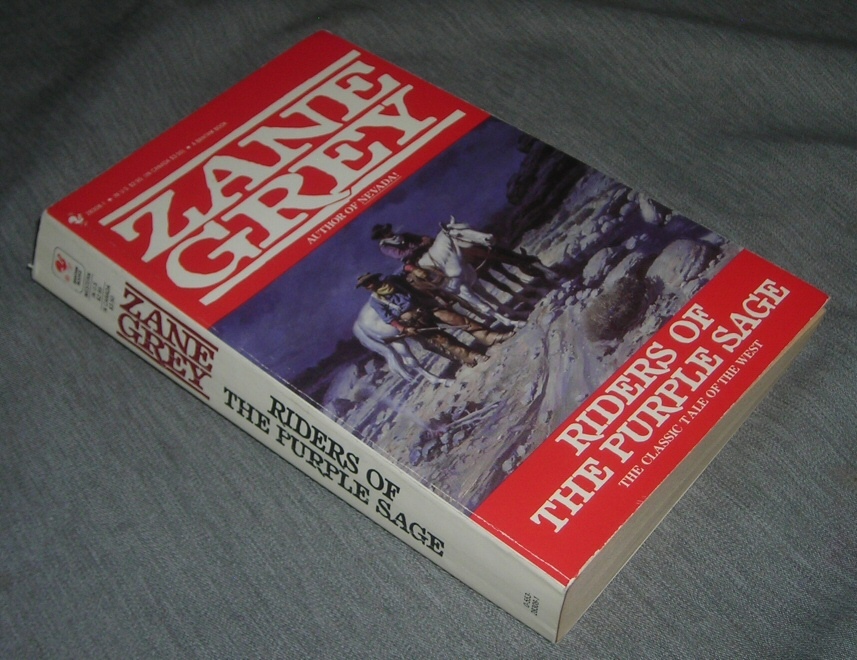 ZANE
GREY
AUTHOR OF NEVADA!
RIDERS OF
THE PURPLE SAGE
THE CLASSIC TALE OF THE WEST
ZANE
GREY
RIDERS OF
THE PURPLE SAGE